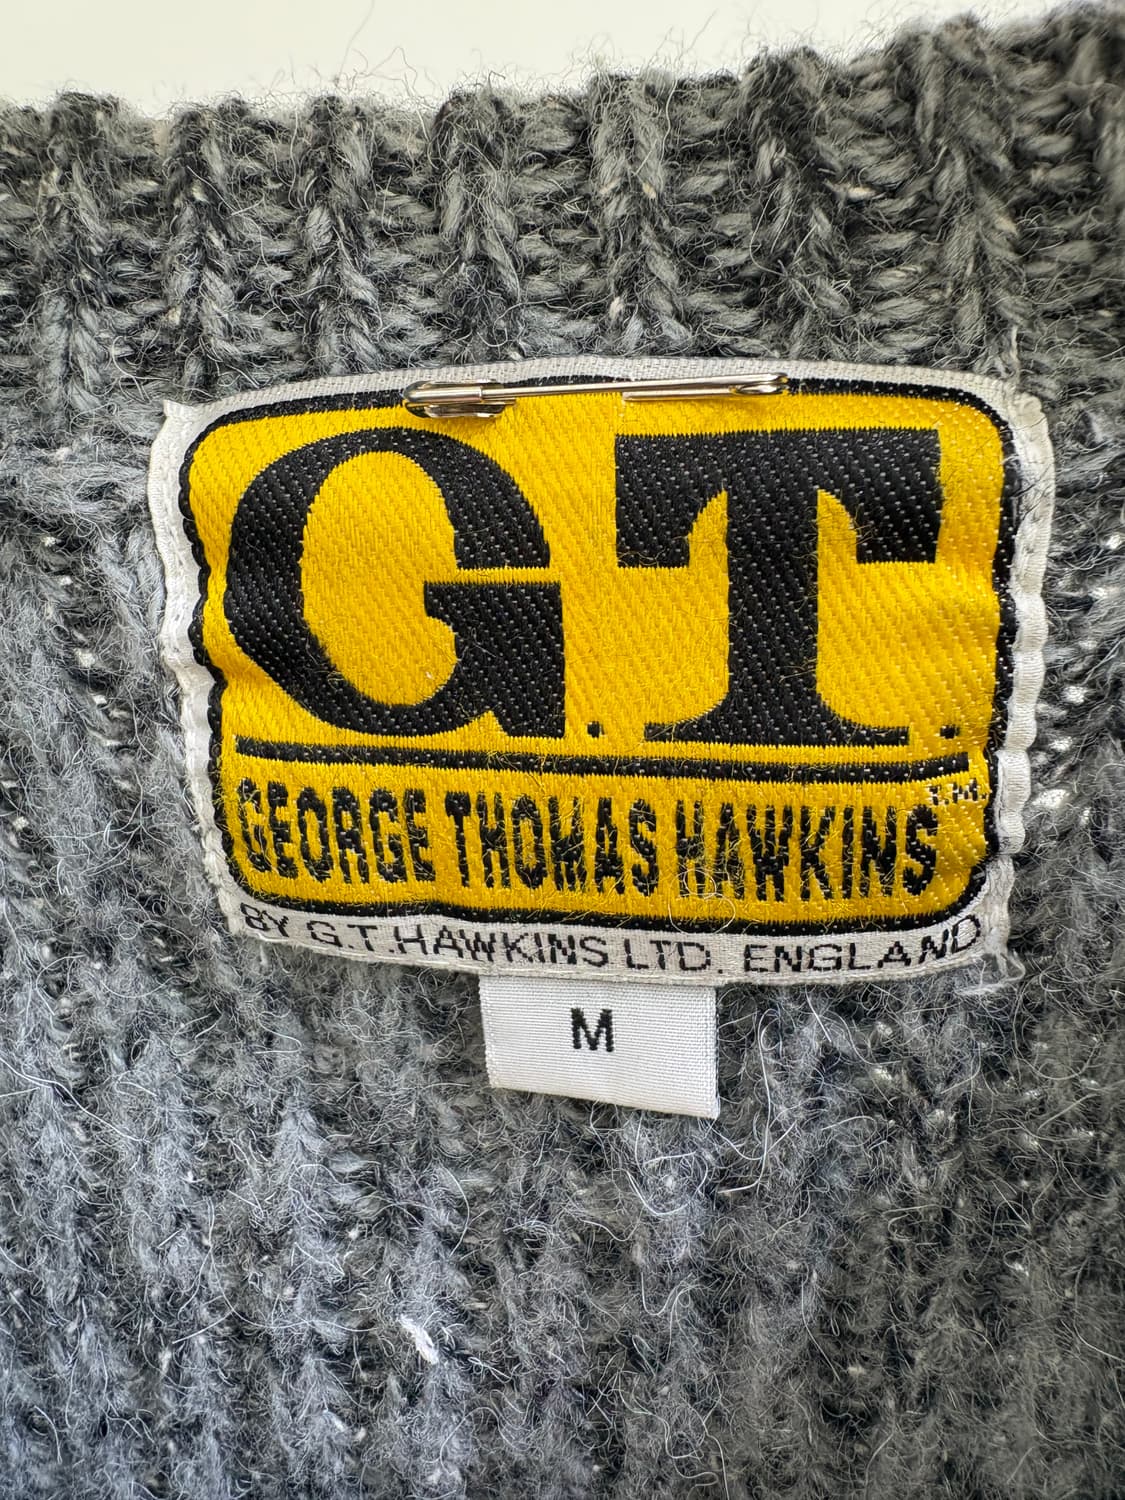 G.T.
GEORGE THOMAS HAWKINS T.M.
BY G.T.HAWKINS LTD. ENGLAND
M